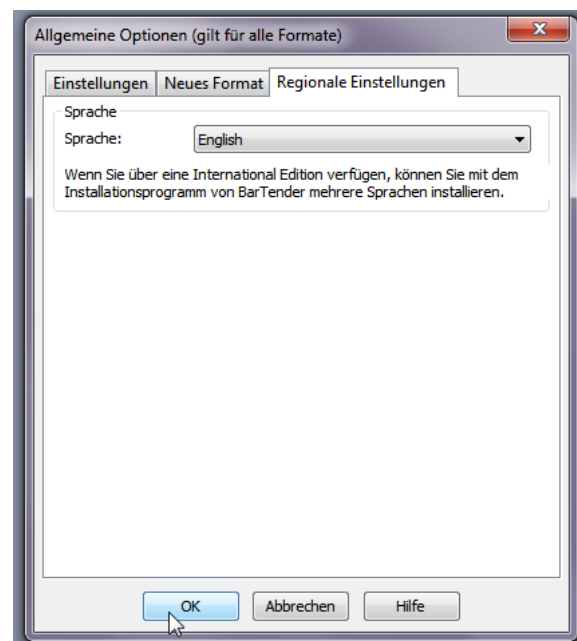 Allgemeine Optionen (gilt für alle Formate)
Einstellungen Neues Format Regionale Einstellungen
Sprache
Sprache: English
Wenn Sie über eine International Edition verfügen, können Sie mit dem
Installationsprogramm von BarTender mehrere Sprachen installieren.
OK Abbrechen Hilfe